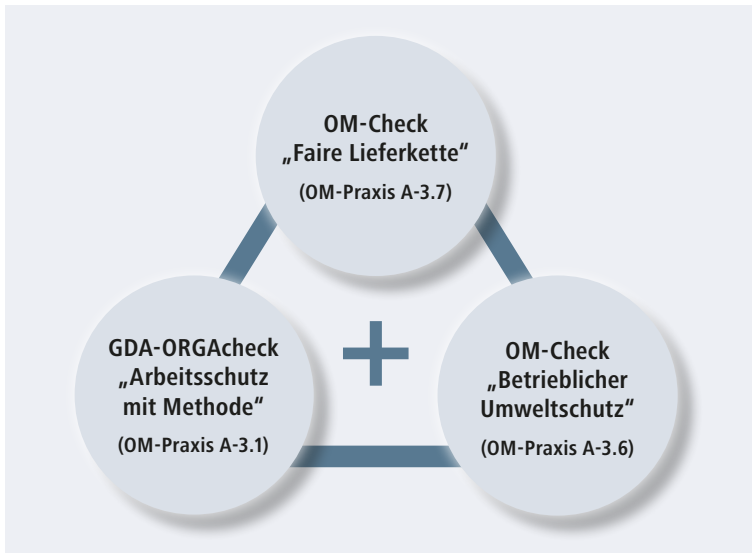 OM-Check
„Faire Lieferkette“
(OM-Praxis A-3.7)
GDA-ORGAcheck
„Arbeitsschutz
mit Methode“
(OM-Praxis A-3.1)
OM-Check
„Betrieblicher
Umweltschutz“
(OM-Praxis A-3.6)